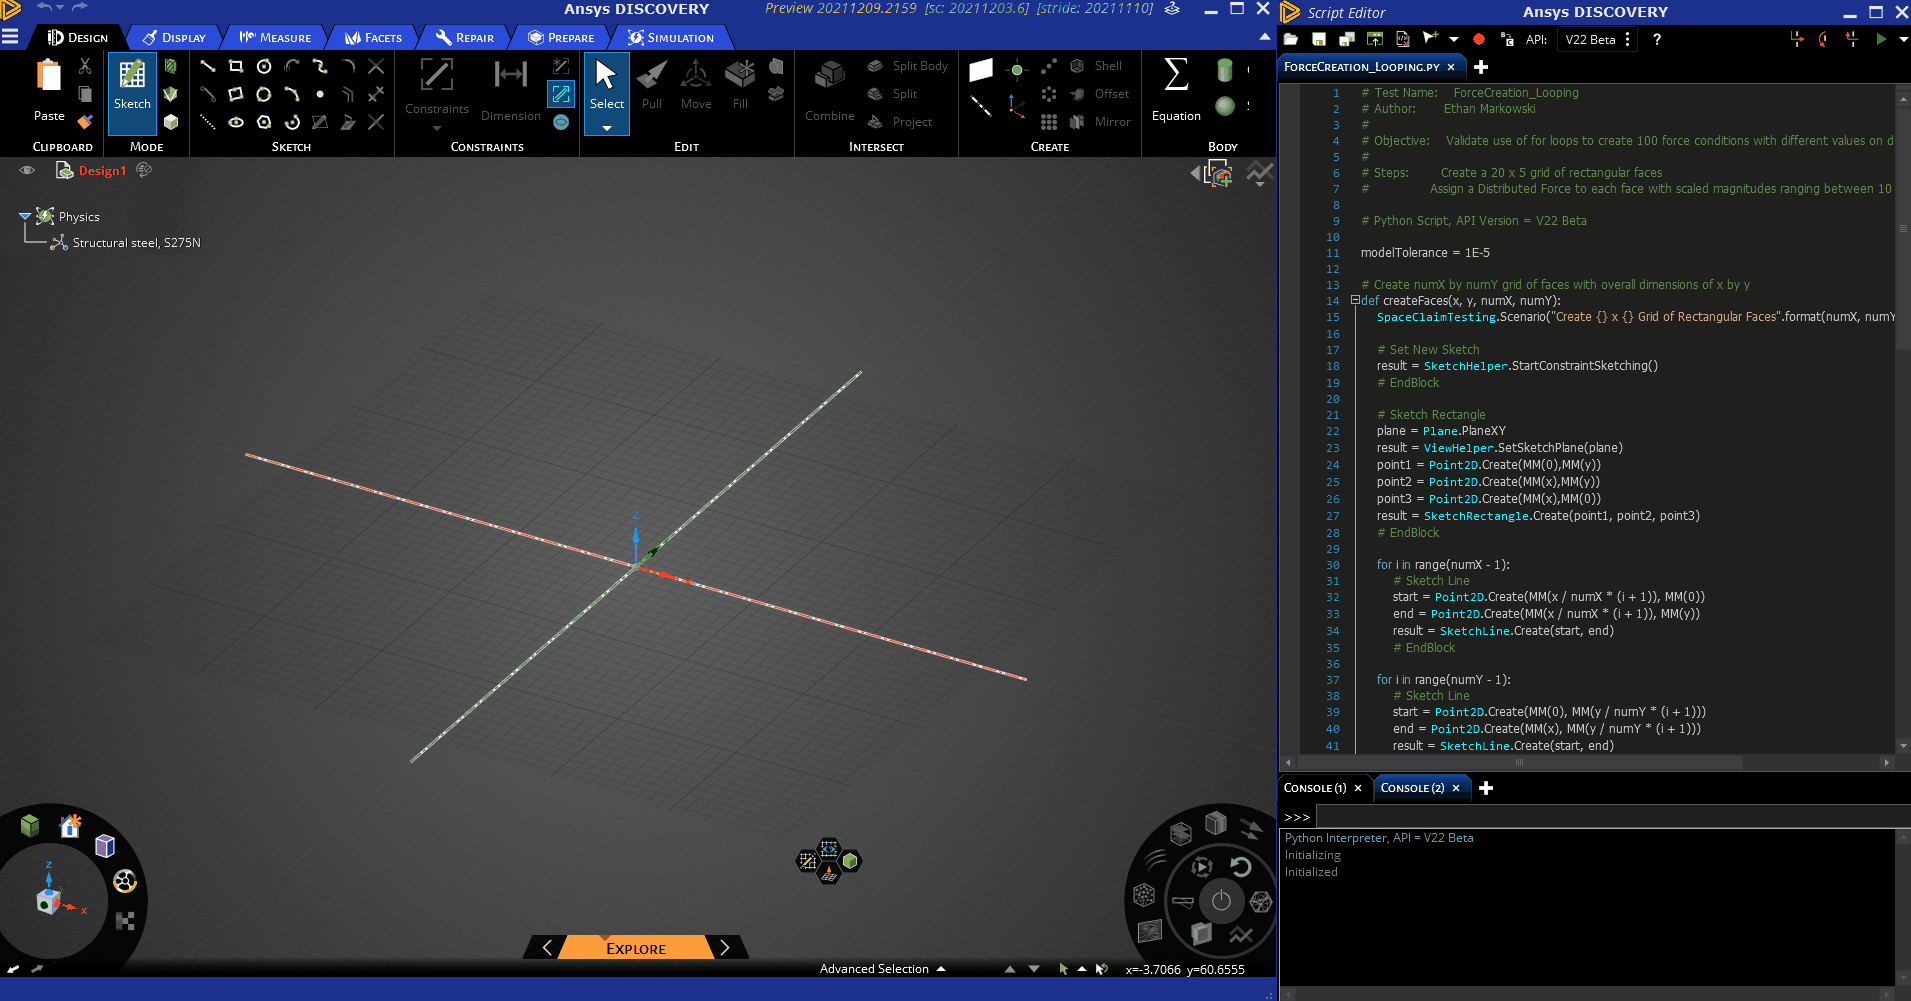 Ansys DISCOVERY
Preview 20211209.2159 [sc: 20211203.6] [stride: 20211110]
Design
Display
Measure
Facets
Repair
Prepare
Simulation
Paste
Sketch
Constraints
Dimension
Select
Pull
Move
Fill
Combine
Split Body
Split
Project
Shell
Offset
Mirror
Equation
Clipboard
Mode
Sketch
Constraints
Edit
Intersect
Create
Body
Design1
Physics
Structural steel, S275N
Z
Z
X
Explore
Advanced Selection
x=-3.7066 y=60.6555
Script Editor
Ansys DISCOVERY
API: V22 Beta
?
ForceCreation_Looping.py
1 # Test Name: ForceCreation_Looping
2 # Author: Ethan Markowski
3 #
4 # Objective: Validate use of for loops to create 100 force conditions with different values on d
5 #
6 # Steps: Create a 20 x 5 grid of rectangular faces
7 # Assign a Distributed Force to each face with scaled magnitudes ranging between 10
8
9 # Python Script, API Version = V22 Beta
10
11 modelTolerance = 1E-5
12
13 # Create numX by numY grid of faces with overall dimensions of x by y
14 def createFaces(x, y, numX, numY):
15 SpaceClaimTesting.Scenario("Create {} x {} Grid of Rectangular Faces".format(numX, numY
16
17 # Set New Sketch
18 result = SketchHelper.StartConstraintSketching()
19 # EndBlock
20
21 # Sketch Rectangle
22 plane = Plane.PlaneXY
23 result = ViewHelper.SetSketchPlane(plane)
24 point1 = Point2D.Create(MM(0),MM(y))
25 point2 = Point2D.Create(MM(x),MM(y))
26 point3 = Point2D.Create(MM(x),MM(0))
27 result = SketchRectangle.Create(point1, point2, point3)
28 # EndBlock
29
30 for i in range(numX - 1):
31 # Sketch Line
32 start = Point2D.Create(MM(x / numX * (i + 1)), MM(0))
33 end = Point2D.Create(MM(x / numX * (i + 1)), MM(y))
34 result = SketchLine.Create(start, end)
35 # EndBlock
36
37 for i in range(numY - 1):
38 # Sketch Line
39 start = Point2D.Create(MM(0), MM(y / numY * (i + 1)))
40 end = Point2D.Create(MM(x), MM(y / numY * (i + 1)))
41 result = SketchLine.Create(start, end)
Console (1)
Console (2)
>>>
Python Interpreter, API = V22 Beta
Initializing
Initialized